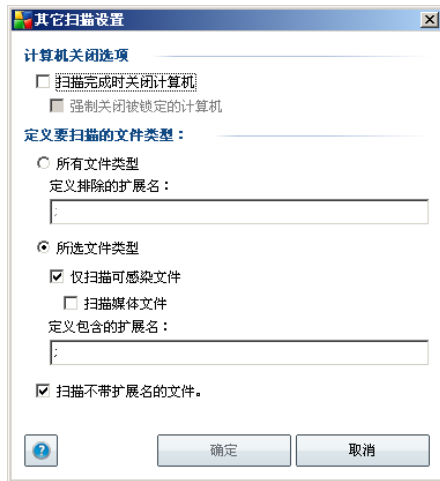 其它扫描设置
计算机关闭选项
扫描完成时关闭计算机
强制关闭被锁定的计算机
定义要扫描的文件类型：
所有文件类型
定义排除的扩展名：
;
所选文件类型
仅扫描可感染文件
扫描媒体文件
定义包含的扩展名：
;
扫描不带扩展名的文件。
确定 取消